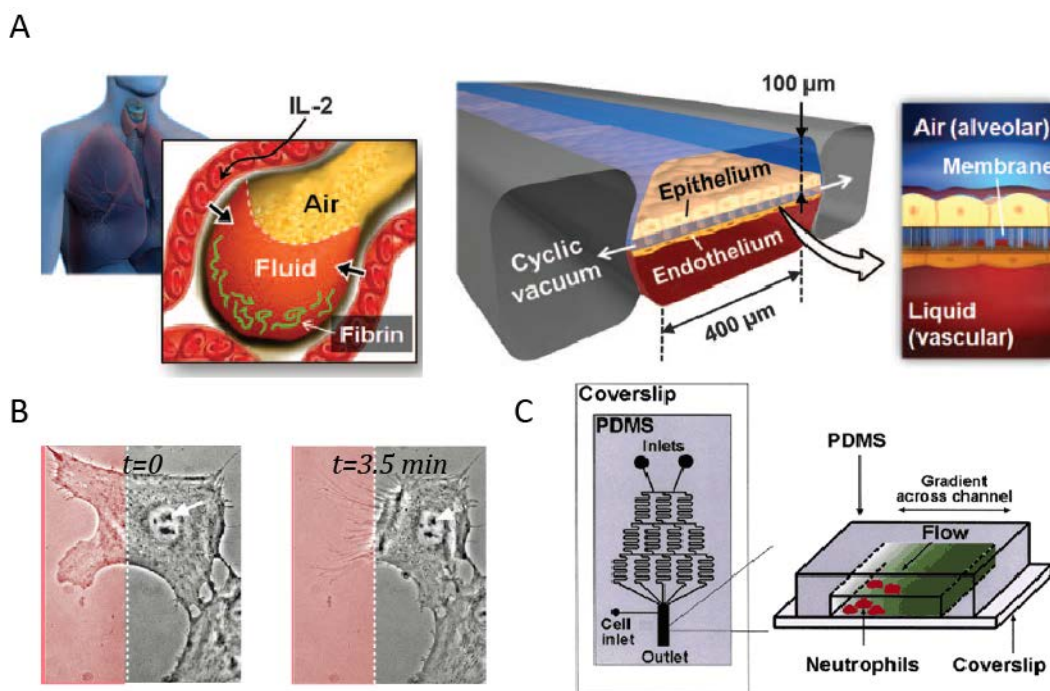 A
IL-2
Air
Fluid
Fibrin
100 µm
Epithelium
Endothelium
Cyclic
vacuum
400 µm
Air (alveolar)
Membrane
Liquid
(vascular)
B
t=0
t=3.5 min
C
Coverslip
PDMS
Inlets
Cell
inlet
Outlet
PDMS
Gradient
across channel
Flow
Neutrophils
Coverslip